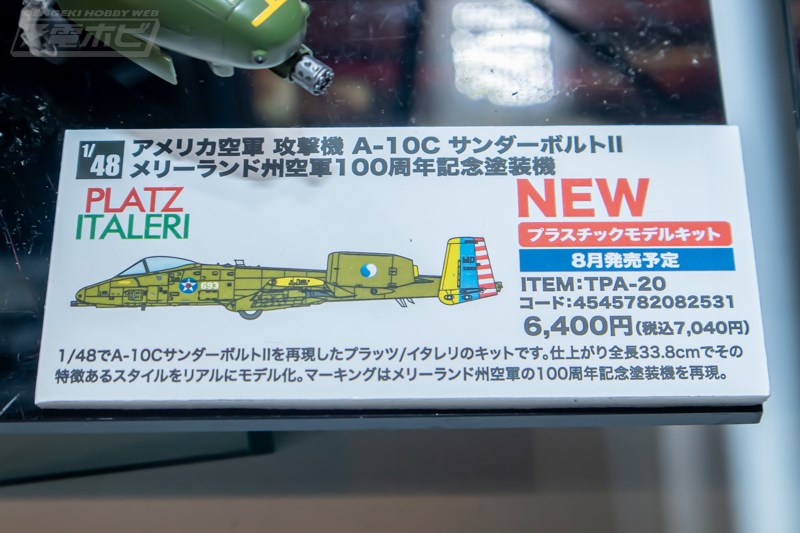 DENGEKI HOBBY WEB
電ホビ
1/48
アメリカ空軍 攻撃機 A-10C サンダーボルトII
メリーランド州空軍100周年記念塗装機
PLATZ
ITALERI
NEW
プラスチックモデルキット
8月発売予定
ITEM:TPA-20
コード:4545782082531
6,400円(税込7,040円)
693
MD
1/48でA-10CサンダーボルトIIを再現したプラッツ/イタレリのキットです。仕上がり全長33.8cmでその
特徴あるスタイルをリアルにモデル化。マーキングはメリーランド州空軍の100周年記念塗装機を再現。